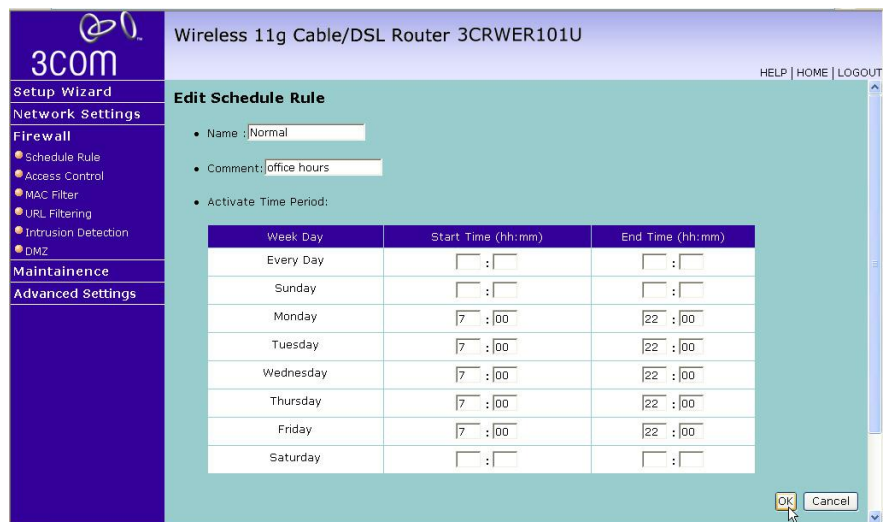 3COM
Wireless 11g Cable/DSL Router 3CRWER101U
HELP | HOME | LOGOUT
Setup Wizard
Network Settings
Firewall
Schedule Rule
Access Control
MAC Filter
URL Filtering
Intrusion Detection
DMZ
Maintainence
Advanced Settings
Edit Schedule Rule
• Name : Normal
• Comment: office hours
• Activate Time Period:
Week Day Start Time (hh:mm) End Time (hh:mm)
Every Day : :
Sunday : :
Monday 7 : 00 22 : 00
Tuesday 7 : 00 22 : 00
Wednesday 7 : 00 22 : 00
Thursday 7 : 00 22 : 00
Friday 7 : 00 22 : 00
Saturday : :
OK Cancel